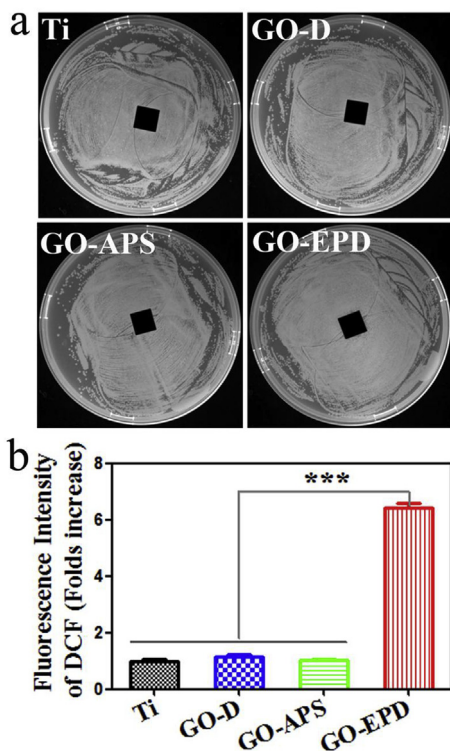 a
Ti
GO-D
GO-APS
GO-EPD
b
Fluorescence Intensity
of DCF (Folds increase)
8
6
4
2
0
***
Ti
GO-D
GO-APS
GO-EPD